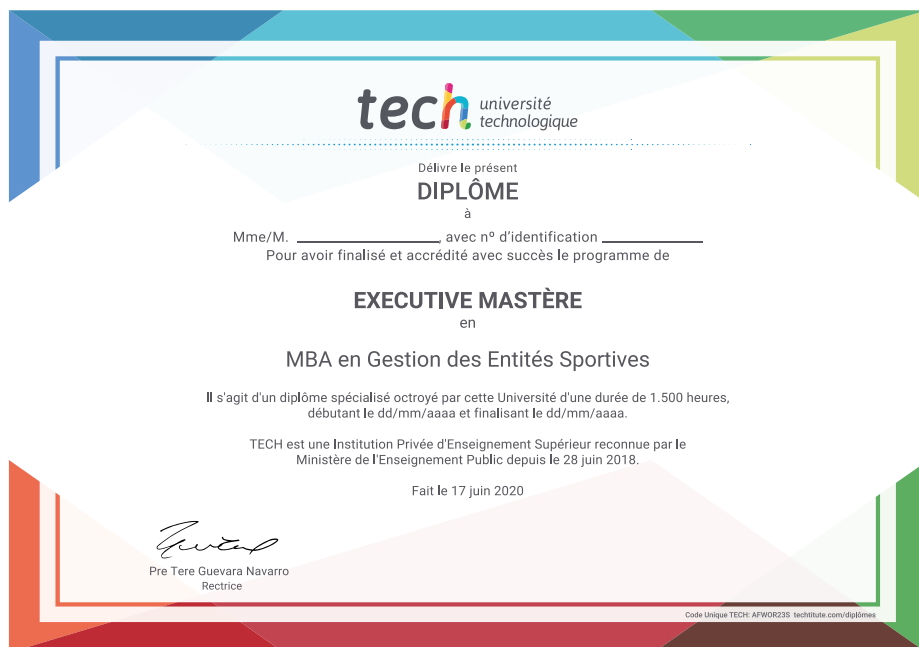 tech université
technologique
Délivre le présent
DIPLÔME
à
Mme/M. ____________________, avec nº d'identification ______________
Pour avoir finalisé et accrédité avec succès le programme de
EXECUTIVE MASTÈRE
en
MBA en Gestion des Entités Sportives
Il s'agit d'un diplôme spécialisé octroyé par cette Université d'une durée de 1.500 heures,
débutant le dd/mm/aaaa et finalisant le dd/mm/aaaa.
TECH est une Institution Privée d'Enseignement Supérieur reconnue par le
Ministère de l'Enseignement Public depuis le 28 juin 2018.
Fait le 17 juin 2020
Pre Tere Guevara Navarro
Rectrice
Code Unique TECH: AFWOR23S techtitute.com/diplômes